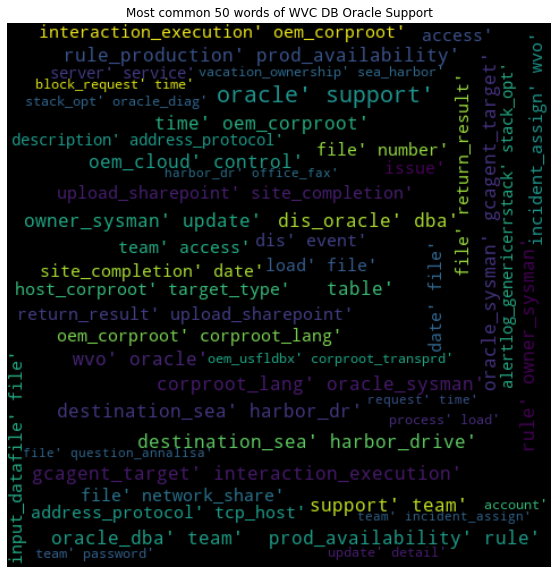 Most common 50 words of WVC DB Oracle Support
interaction_execution' oem_corproot'
access'
rule_production' prod_availability'
server' service'
vacation_ownership' sea_harbor'
block_request' time'
stack_opt' oracle_diag'
oracle' support'
time' oem_corproot'
description' address_protocol'
file' number'
oem_cloud' control'
harbor_dr' office_fax'
issue'
upload_sharepoint' site_completion'
owner_sysman' update'
dis_oracle' dba'
team' access'
dis' event'
site_completion' date'
load' file'
host_corproot' target_type'
table'
return_result' upload_sharepoint'
oem_corproot' corproot_lang'
wvo' oracle'
oem_usfldbx' corproot_transprd'
corproot_lang' oracle_sysman'
request' time'
destination_sea' harbor_dr'
process' load'
destination_sea' harbor_drive'
file' question_annalisa'
gcagent_target' interaction_execution'
file' network_share'
support' team'
account'
address_protocol' tcp_host'
team' incident_assign'
oracle_dba' team'
prod_availability' rule'
team' password'
update' detail'
input_datafile' file'
date' file'
file' return_result'
oracle_sysman' gcagent_target'
alertlog_genericerrstack' stack_opt'
rule' owner_sysman'
incident_assign' wvo'